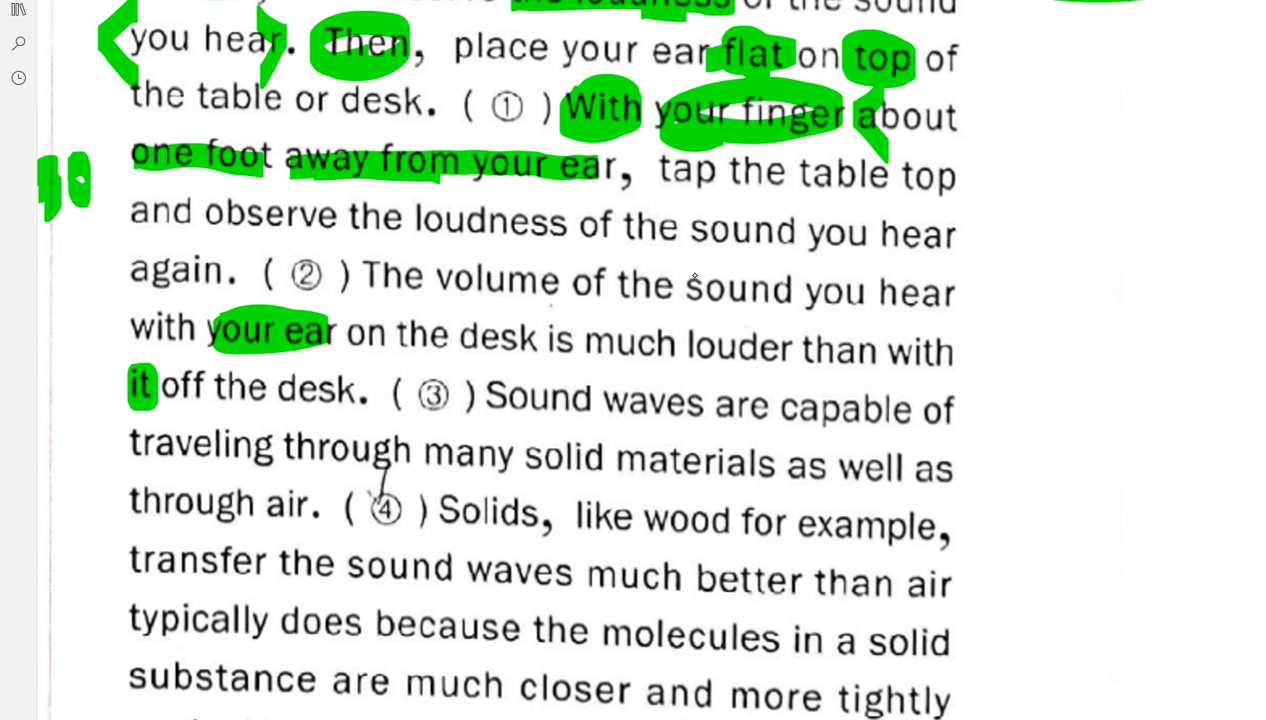 the loudness of the sound
you hear. Then, place your ear flat on top of
the table or desk. ( ① ) With your finger about
one foot away from your ear, tap the table top
and observe the loudness of the sound you hear
again. ( ② ) The volume of the sound you hear
with your ear on the desk is much louder than with
it off the desk. ( ③ ) Sound waves are capable of
traveling through many solid materials as well as
through air. ( ④ ) Solids, like wood for example,
transfer the sound waves much better than air
typically does because the molecules in a solid
substance are much closer and more tightly